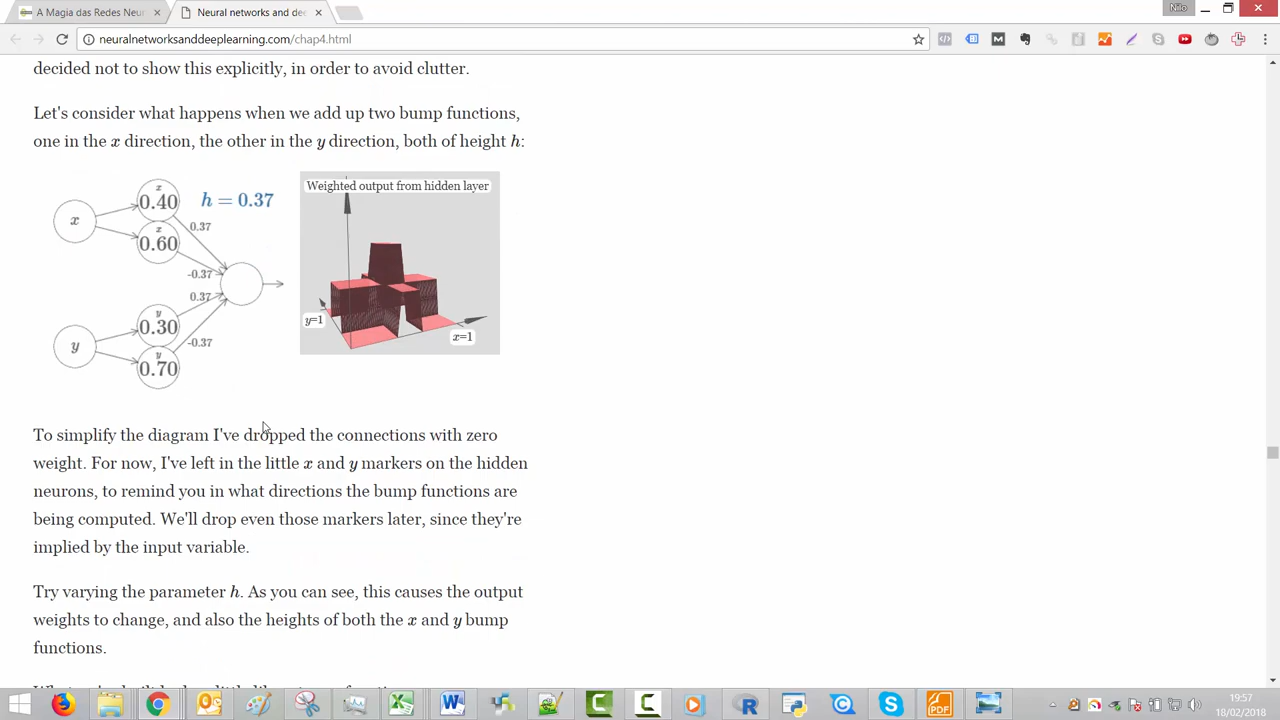 A Magia das Redes Neur
Neural networks and dee
Nilo
neuralnetworksanddeeplearning.com/chap4.html
decided not to show this explicitly, in order to avoid clutter.
Let's consider what happens when we add up two bump functions,
one in the x direction, the other in the y direction, both of height h:
x
x
0.40
x
0.60
h = 0.37
0.37
-0.37
0.37
-0.37
y
y
0.30
y
0.70
Weighted output from hidden layer
y=1
x=1
To simplify the diagram I've dropped the connections with zero
weight. For now, I've left in the little x and y markers on the hidden
neurons, to remind you in what directions the bump functions are
being computed. We'll drop even those markers later, since they're
implied by the input variable.
Try varying the parameter h. As you can see, this causes the output
weights to change, and also the heights of both the x and y bump
functions.
PDF
19:57
18/02/2018